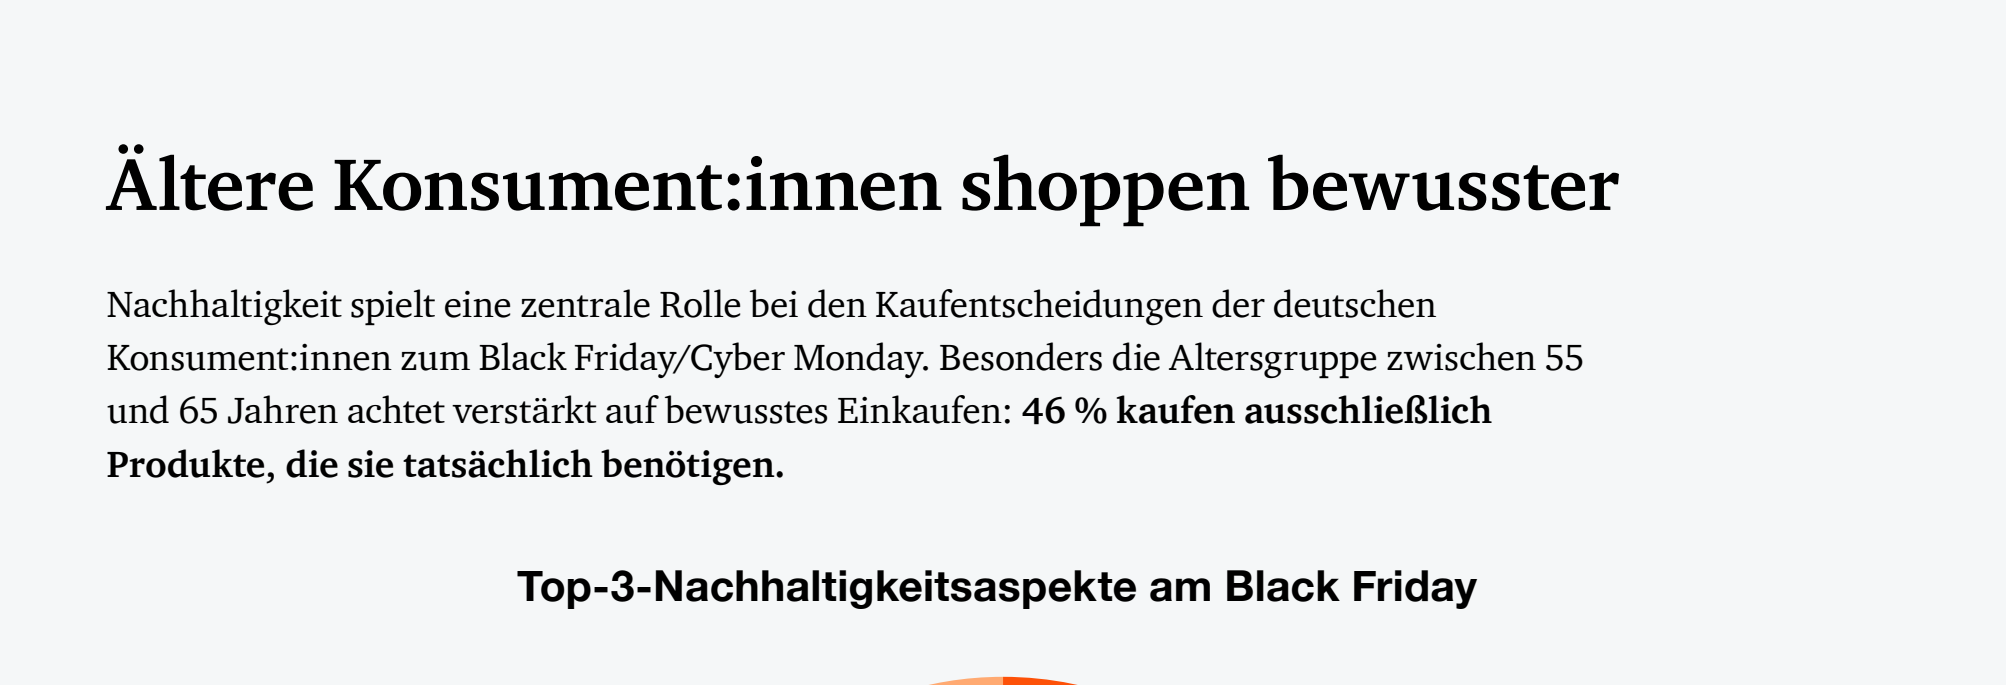 Ältere Konsument:innen shoppen bewusster
Nachhaltigkeit spielt eine zentrale Rolle bei den Kaufentscheidungen der deutschen
Konsument:innen zum Black Friday/Cyber Monday. Besonders die Altersgruppe zwischen 55
und 65 Jahren achtet verstärkt auf bewusstes Einkaufen: 46 % kaufen ausschließlich
Produkte, die sie tatsächlich benötigen.
Top-3-Nachhaltigkeitsaspekte am Black Friday